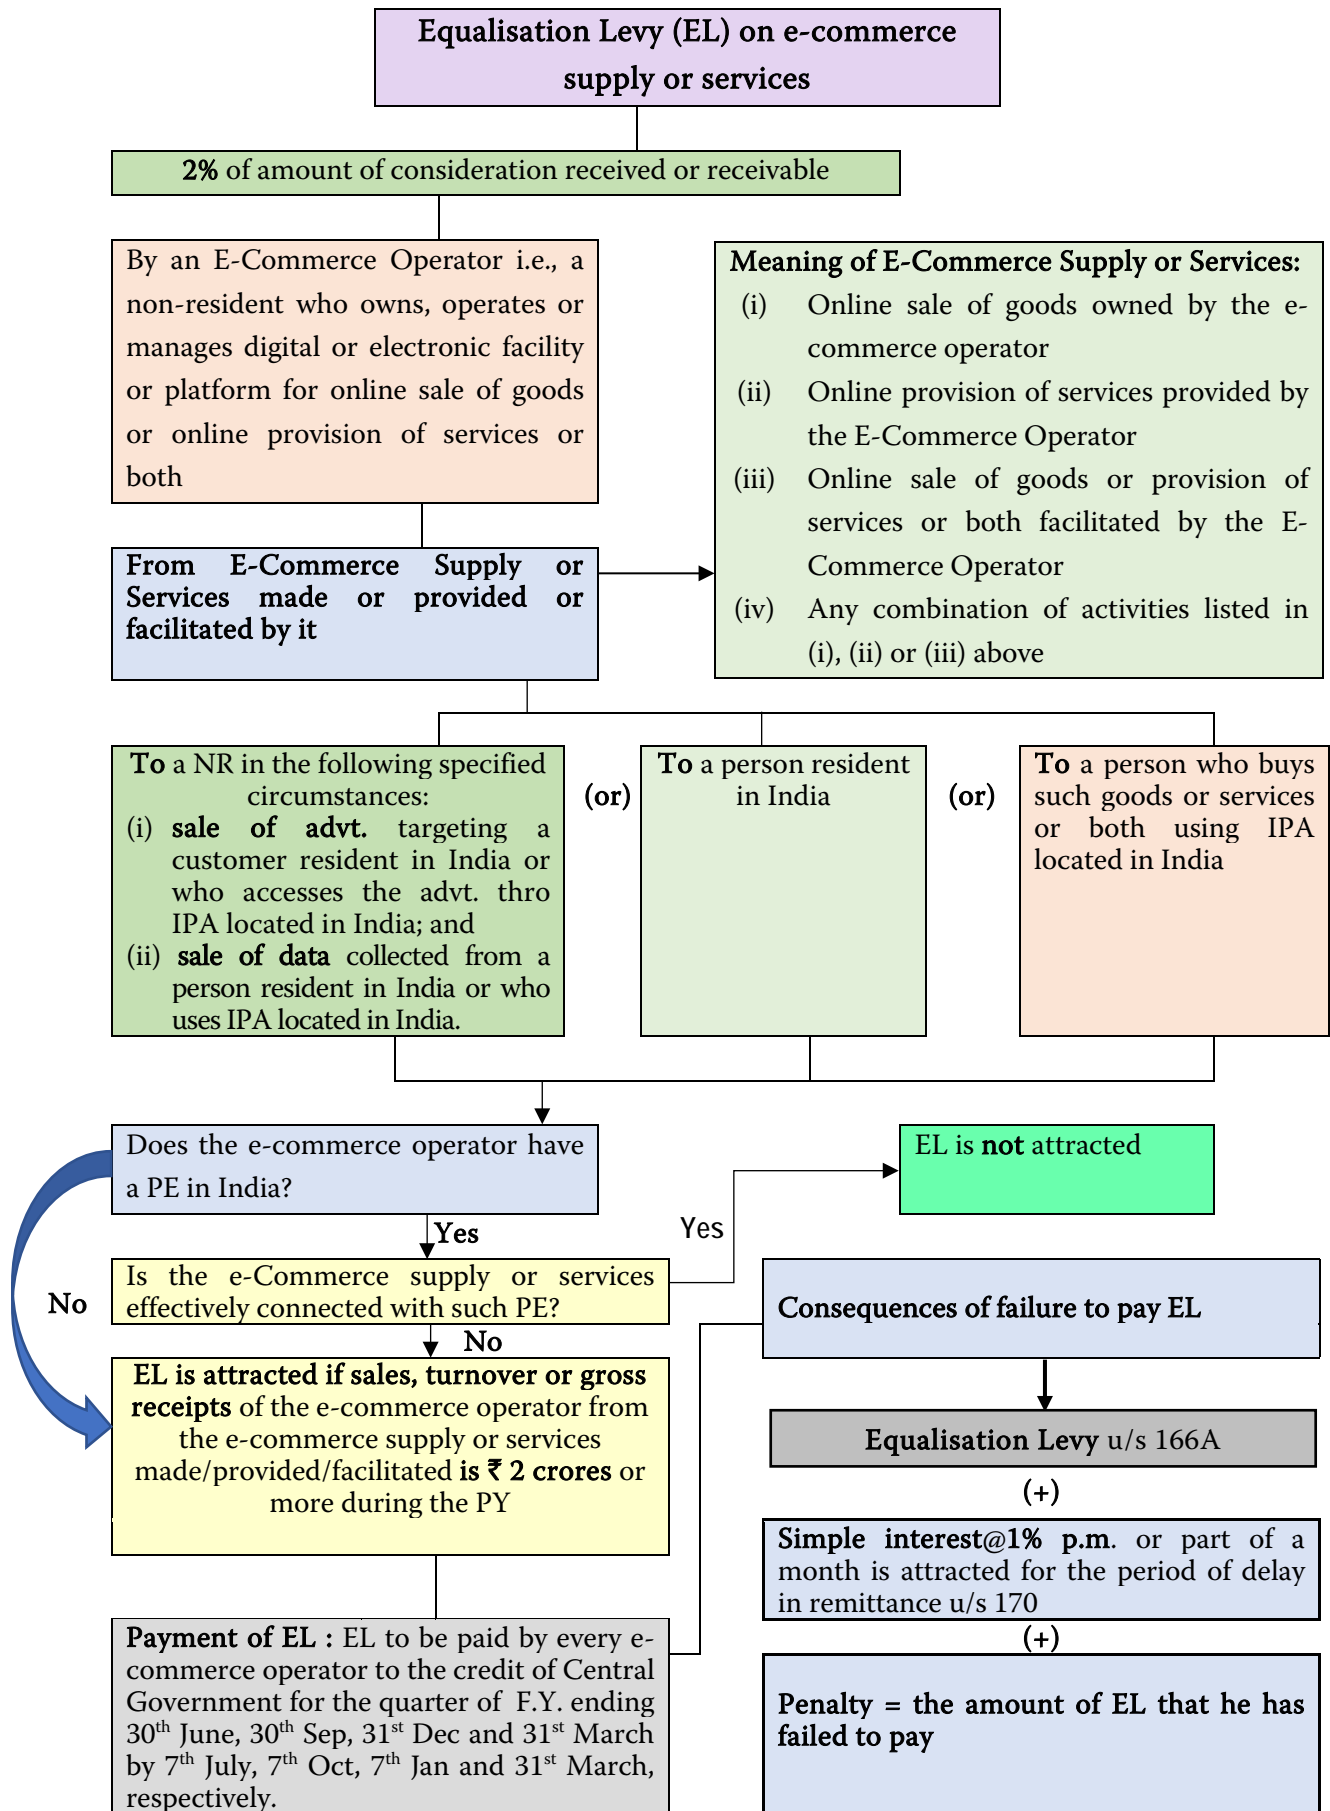 Equalisation Levy (EL) on e-commerce
supply or services
2% of amount of consideration received or receivable
By an E-Commerce Operator i.e., a
non-resident who owns, operates or
manages digital or electronic facility
or platform for online sale of goods
or online provision of services or
both
Meaning of E-Commerce Supply or Services:
(i) Online sale of goods owned by the e-
commerce operator
(ii) Online provision of services provided by
the E-Commerce Operator
(iii) Online sale of goods or provision of
services or both facilitated by the E-
Commerce Operator
(iv) Any combination of activities listed in
(i), (ii) or (iii) above
From E-Commerce Supply or
Services made or provided or
facilitated by it
To a NR in the following specified
circumstances:
(i) sale of advt. targeting a
customer resident in India or
who accesses the advt. thro
IPA located in India; and
(ii) sale of data collected from a
person resident in India or who
uses IPA located in India.
(or)
To a person resident
in India
(or)
To a person who buys
such goods or services
or both using IPA
located in India
Does the e-commerce operator have
a PE in India?
EL is not attracted
Yes
Yes
Is the e-Commerce supply or services
effectively connected with such PE?
No
No
EL is attracted if sales, turnover or gross
receipts of the e-commerce operator from
the e-commerce supply or services
made/provided/facilitated is ₹ 2 crores or
more during the PY
Payment of EL : EL to be paid by every e-
commerce operator to the credit of Central
Government for the quarter of F.Y. ending
30th June, 30th Sep, 31st Dec and 31st March
by 7th July, 7th Oct, 7th Jan and 31st March,
respectively.
Consequences of failure to pay EL
Equalisation Levy u/s 166A
(+)
Simple interest@1% p.m. or part of a
month is attracted for the period of delay
in remittance u/s 170
(+)
Penalty = the amount of EL that he has
failed to pay